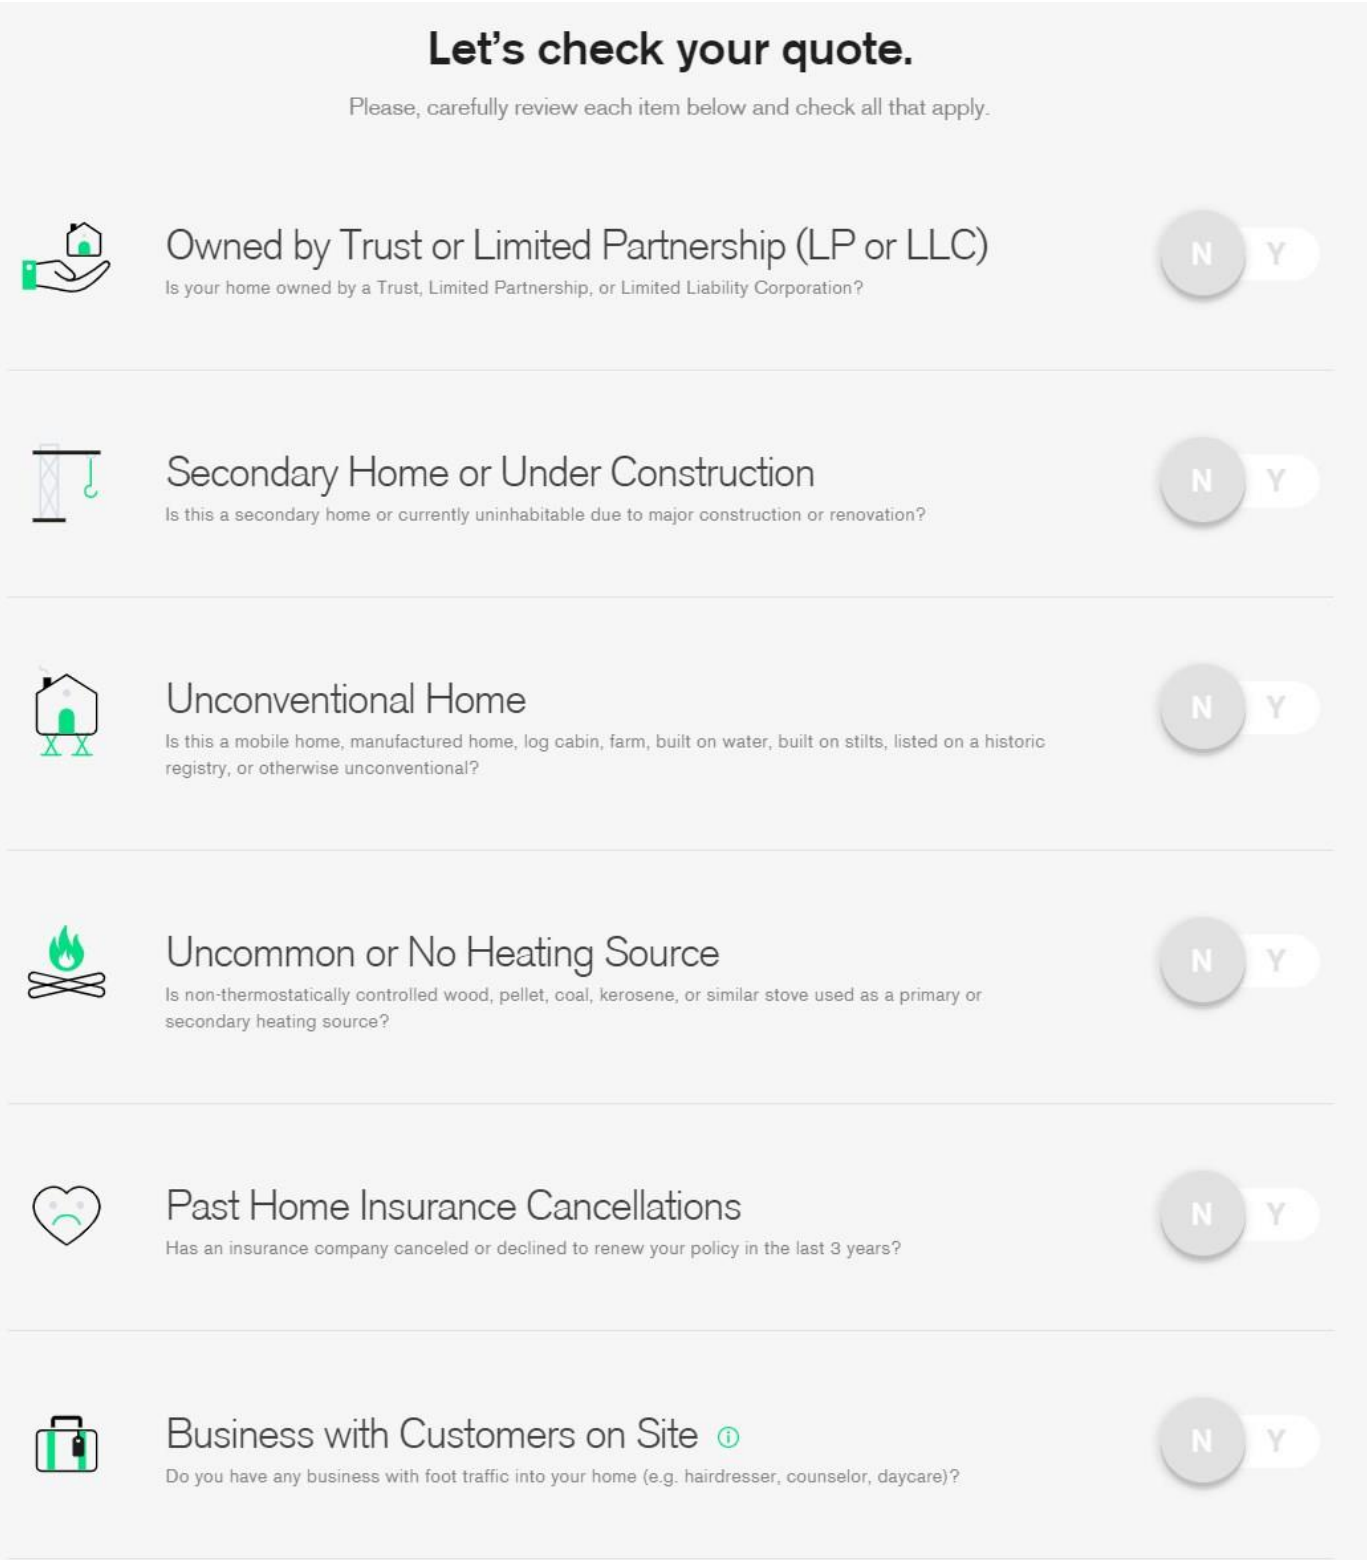 Let's check your quote.
Please, carefully review each item below and check all that apply.
Owned by Trust or Limited Partnership (LP or LLC)
Is your home owned by a Trust, Limited Partnership, or Limited Liability Corporation?
N Y
Secondary Home or Under Construction
Is this a secondary home or currently uninhabitable due to major construction or renovation?
N Y
Unconventional Home
Is this a mobile home, manufactured home, log cabin, farm, built on water, built on stilts, listed on a historic
registry, or otherwise unconventional?
N Y
Uncommon or No Heating Source
Is non-thermostatically controlled wood, pellet, coal, kerosene, or similar stove used as a primary or
secondary heating source?
N Y
Past Home Insurance Cancellations
Has an insurance company canceled or declined to renew your policy in the last 3 years?
N Y
Business with Customers on Site
Do you have any business with foot traffic into your home (e.g. hairdresser, counselor, daycare)?
N Y